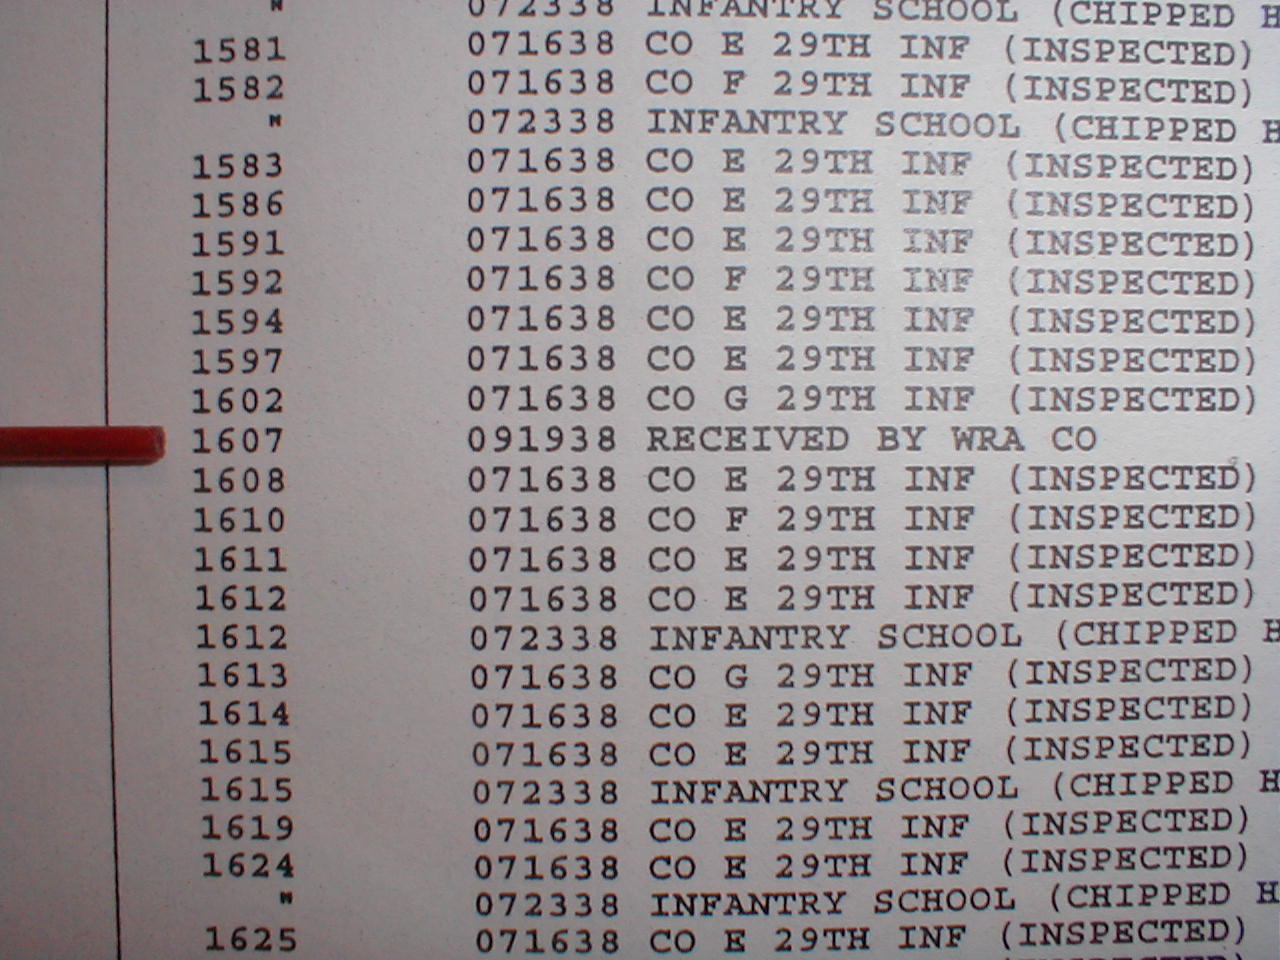 " 072338 INFANTRY SCHOOL (CHIPPED H
1581 071638 CO E 29TH INF (INSPECTED)
1582 071638 CO F 29TH INF (INSPECTED)
" 072338 INFANTRY SCHOOL (CHIPPED H
1583 071638 CO E 29TH INF (INSPECTED)
1586 071638 CO E 29TH INF (INSPECTED)
1591 071638 CO E 29TH INF (INSPECTED)
1592 071638 CO F 29TH INF (INSPECTED)
1594 071638 CO E 29TH INF (INSPECTED)
1597 071638 CO E 29TH INF (INSPECTED)
1602 071638 CO G 29TH INF (INSPECTED)
1607 091938 RECEIVED BY WRA CO
1608 071638 CO E 29TH INF (INSPECTED)
1610 071638 CO F 29TH INF (INSPECTED)
1611 071638 CO E 29TH INF (INSPECTED)
1612 071638 CO E 29TH INF (INSPECTED)
1612 072338 INFANTRY SCHOOL (CHIPPED H
1613 071638 CO G 29TH INF (INSPECTED)
1614 071638 CO E 29TH INF (INSPECTED)
1615 071638 CO E 29TH INF (INSPECTED)
1615 072338 INFANTRY SCHOOL (CHIPPED H
1619 071638 CO E 29TH INF (INSPECTED)
1624 071638 CO E 29TH INF (INSPECTED)
" 072338 INFANTRY SCHOOL (CHIPPED H
1625 071638 CO E 29TH INF (INSPECTED)